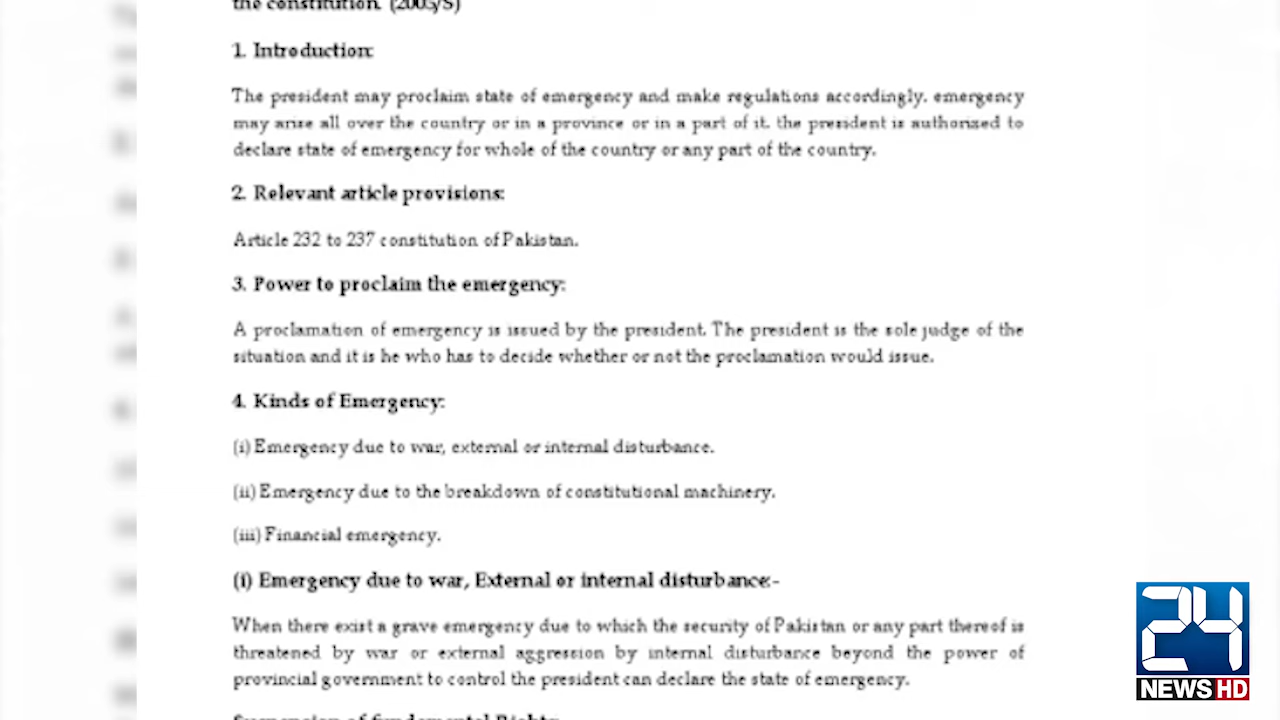 the constitution. (2005/S)
1. Introduction:
The president may proclaim state of emergency and make regulations accordingly. emergency
may arise all over the country or in a province or in a part of it. the president is authorized to
declare state of emergency for whole of the country or any part of the country.
2. Relevant article provisions:
Article 232 to 237 constitution of Pakistan.
3. Power to proclaim the emergency:
A proclamation of emergency is issued by the president. The president is the sole judge of the
situation and it is he who has to decide whether or not the proclamation would issue.
4. Kinds of Emergency:
(i) Emergency due to war, external or internal disturbance.
(ii) Emergency due to the breakdown of constitutional machinery.
(iii) Financial emergency.
(i) Emergency due to war, External or internal disturbance:-
When there exist a grave emergency due to which the security of Pakistan or any part thereof is
threatened by war or external aggression by internal disturbance beyond the power of
provincial government to control the president can declare the state of emergency.
Suspension of fundamental Rights:
24
NEWS HD